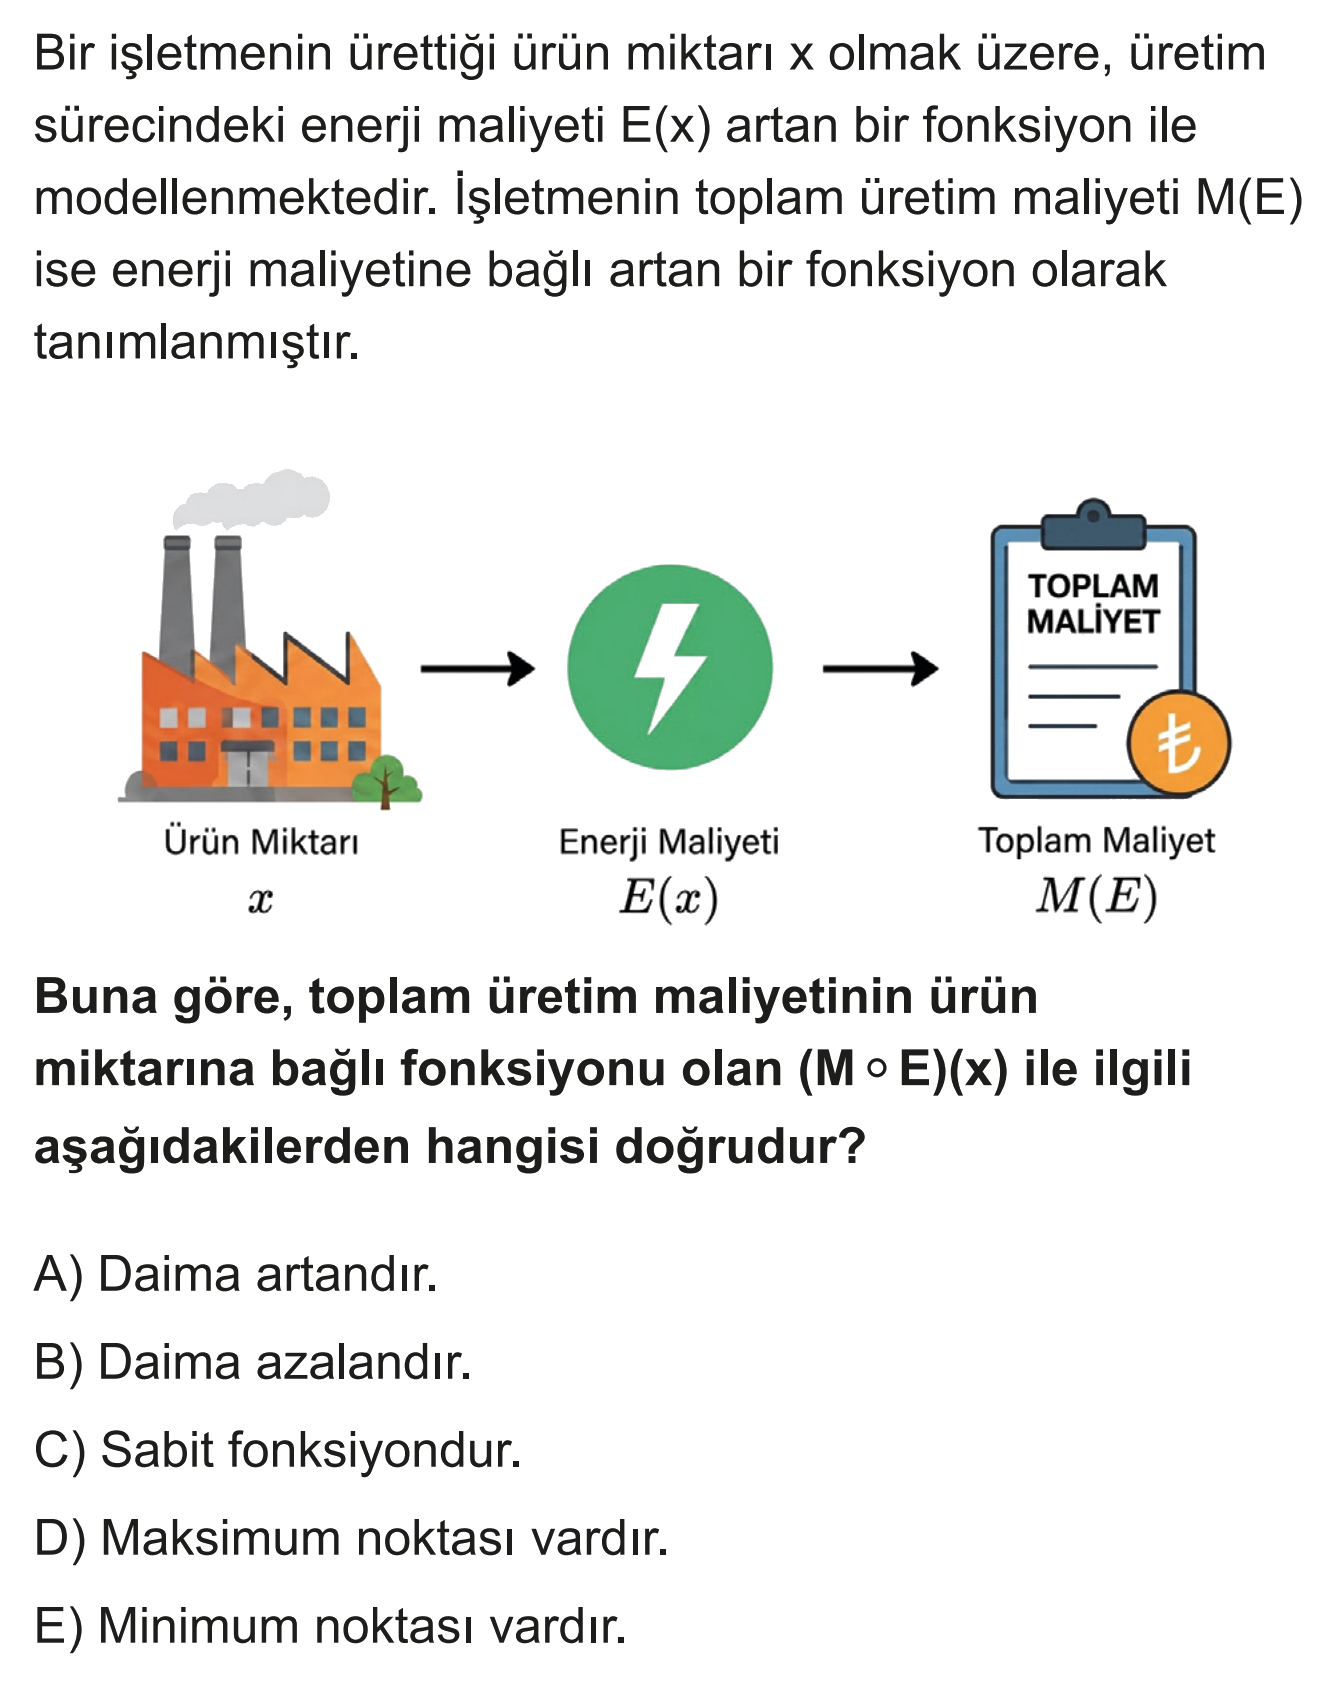 Bir işletmenin ürettiği ürün miktarı x olmak üzere, üretim
sürecindeki enerji maliyeti E(x) artan bir fonksiyon ile
modellenmektedir. İşletmenin toplam üretim maliyeti M(E)
ise enerji maliyetine bağlı artan bir fonksiyon olarak
tanımlanmıştır.
TOPLAM
MALİYET
₺
Ürün Miktarı
x
Enerji Maliyeti
E(x)
Toplam Maliyet
M(E)
Buna göre, toplam üretim maliyetinin ürün
miktarına bağlı fonksiyonu olan (M ∘ E)(x) ile ilgili
aşağıdakilerden hangisi doğrudur?
A) Daima artandır.
B) Daima azalandır.
C) Sabit fonksiyondur.
D) Maksimum noktası vardır.
E) Minimum noktası vardır.